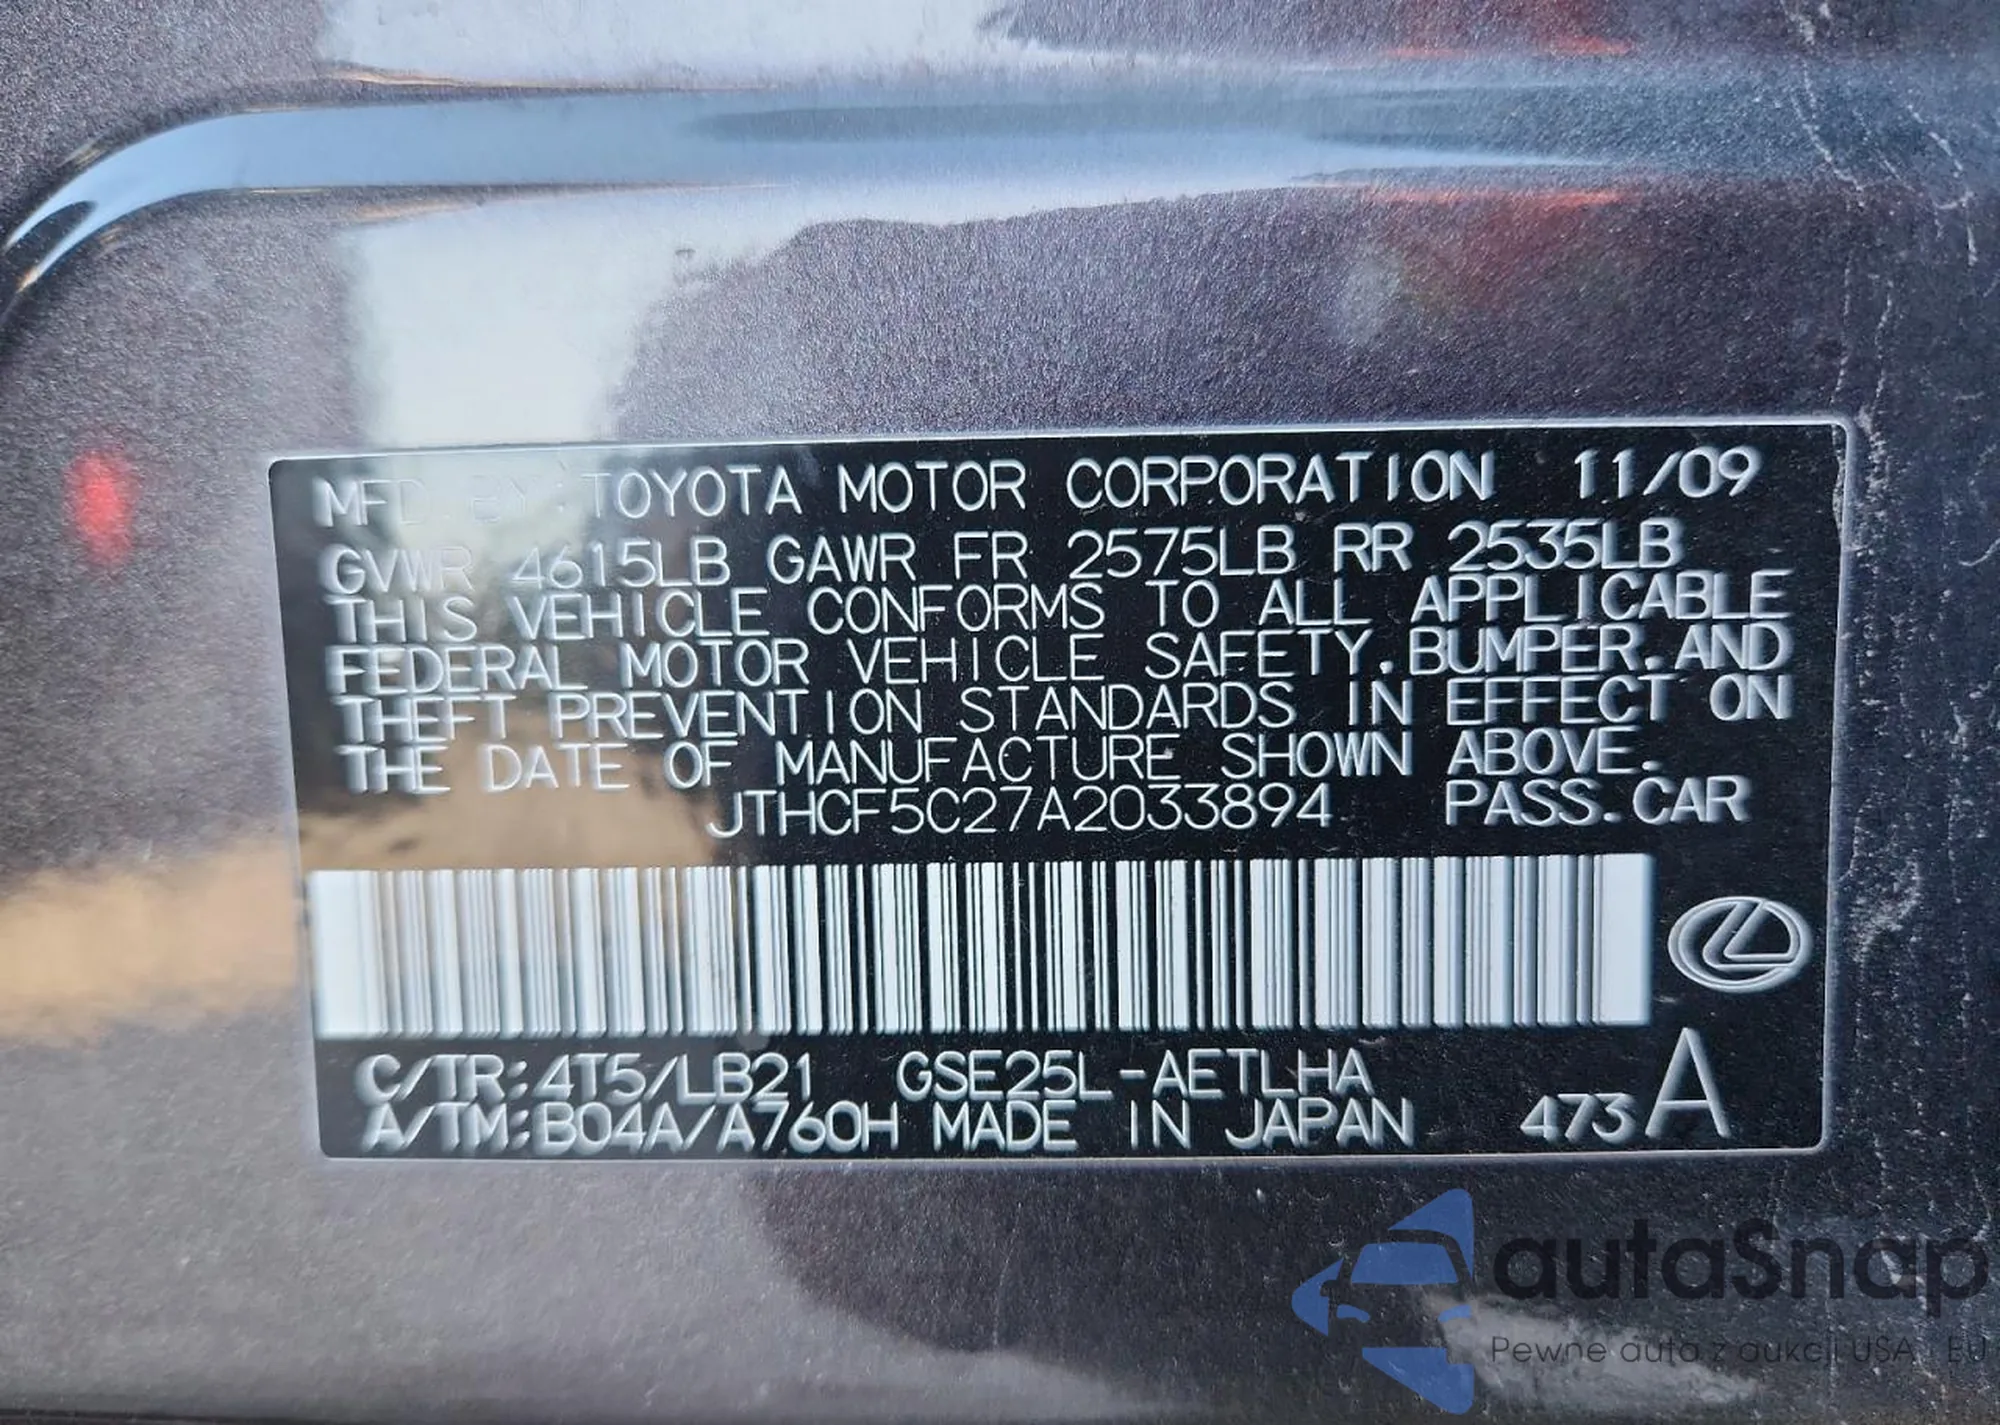 MFD. BY: TOYOTA MOTOR CORPORATION 11/09
GVWR 4615LB GAWR FR 2575LB RR 2535LB
THIS VEHICLE CONFORMS TO ALL APPLICABLE
FEDERAL MOTOR VEHICLE SAFETY, BUMPER, AND
THEFT PREVENTION STANDARDS IN EFFECT ON
THE DATE OF MANUFACTURE SHOWN ABOVE.
JTHCF5C27A2033894 PASS. CAR
C/TR: 4T5/LB21 GSE25L-AETLHA
A/TM: B04A/A760H MADE IN JAPAN 473A
autaSnap
Pewne auta z aukcji USA i EU